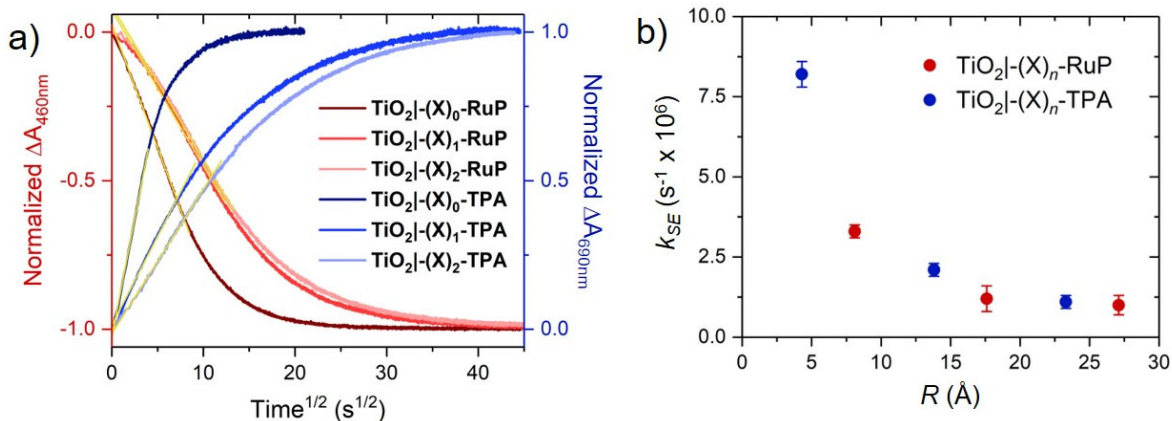 a)
Normalized ΔA460nm
0.0
-0.5
-1.0
TiO2|-(X)0-RuP
TiO2|-(X)1-RuP
TiO2|-(X)2-RuP
TiO2|-(X)0-TPA
TiO2|-(X)1-TPA
TiO2|-(X)2-TPA
1.0
0.5
0.0
Normalized ΔA690nm
0 10 20 30 40
Time1/2 (s1/2)
b)
kSE (s-1 x 106)
10.0
7.5
5.0
2.5
0.0
TiO2|-(X)n-RuP
TiO2|-(X)n-TPA
0 5 10 15 20 25 30
R (Å)